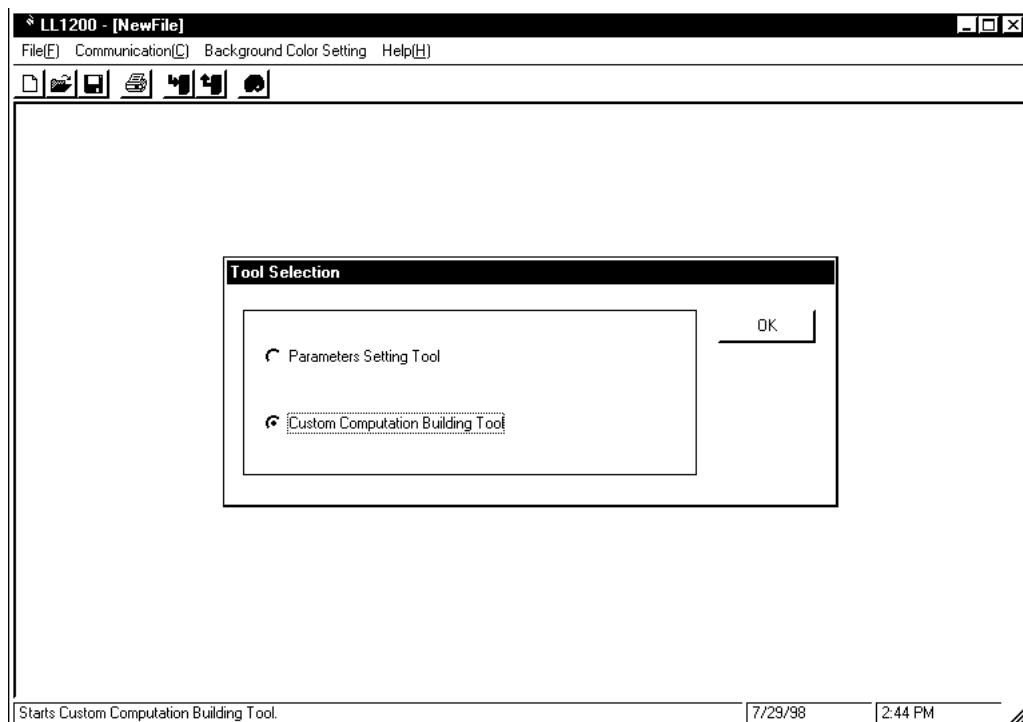 LL1200 - [NewFile]
File(F) Communication(C) Background Color Setting Help(H)
Tool Selection
OK
Parameters Setting Tool
Custom Computation Building Tool
Starts Custom Computation Building Tool. 7/29/98 2:44 PM